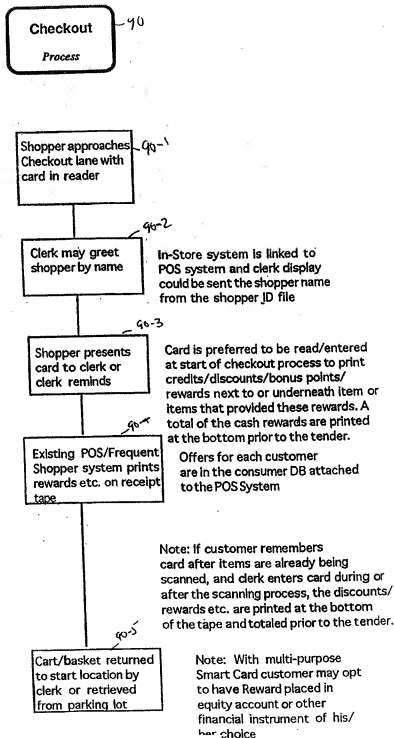 Checkout
90
Process
Shopper approaches
Checkout lane with
card in reader
90-1
90-2
Clerk may greet
shopper by name
In-Store system is linked to
POS system and clerk display
could be sent the shopper name
from the shopper ID file
90-3
Shopper presents
card to clerk or
clerk reminds
Card is preferred to be read/entered
at start of checkout process to print
credits/discounts/bonus points/
rewards next to or underneath item or
items that provided these rewards. A
total of the cash rewards are printed
at the bottom prior to the tender.
90-4
Existing POS/Frequent
Shopper system prints
rewards etc. on receipt
tape
Offers for each customer
are in the consumer DB attached
to the POS System
Note: If customer remembers
card after items are already being
scanned, and clerk enters card during or
after the scanning process, the discounts/
rewards etc. are printed at the bottom
of the tape and totaled prior to the tender.
90-5
Cart/basket returned
to start location by
clerk or retrieved
from parking lot
Note: With multi-purpose
Smart Card customer may opt
to have Reward placed in
equity account or other
financial instrument of his/
her choice